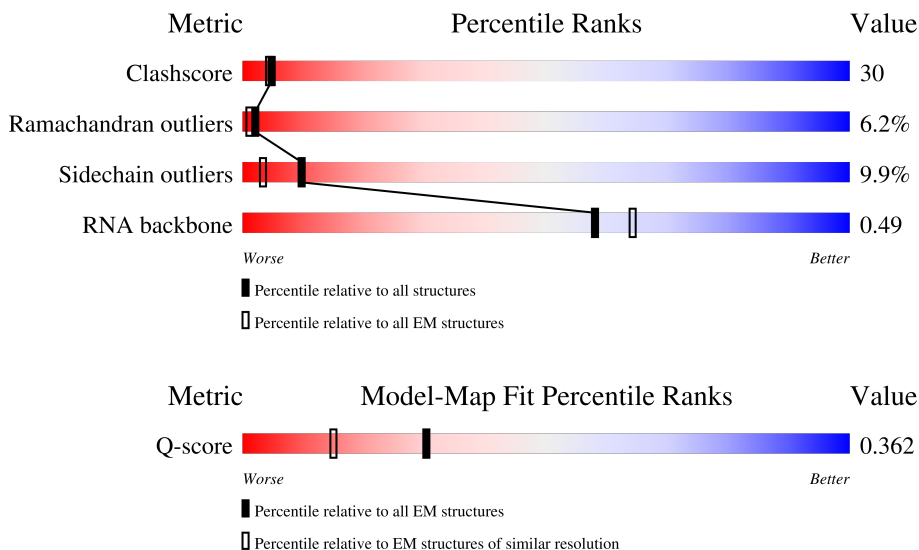 Metric Percentile Ranks Value
Clashscore 30
Ramachandran outliers 6.2%
Sidechain outliers 9.9%
RNA backbone 0.49
Worse Better
Percentile relative to all structures
Percentile relative to all EM structures
Metric Model-Map Fit Percentile Ranks Value
Q-score 0.362
Worse Better
Percentile relative to all EM structures
Percentile relative to EM structures of similar resolution